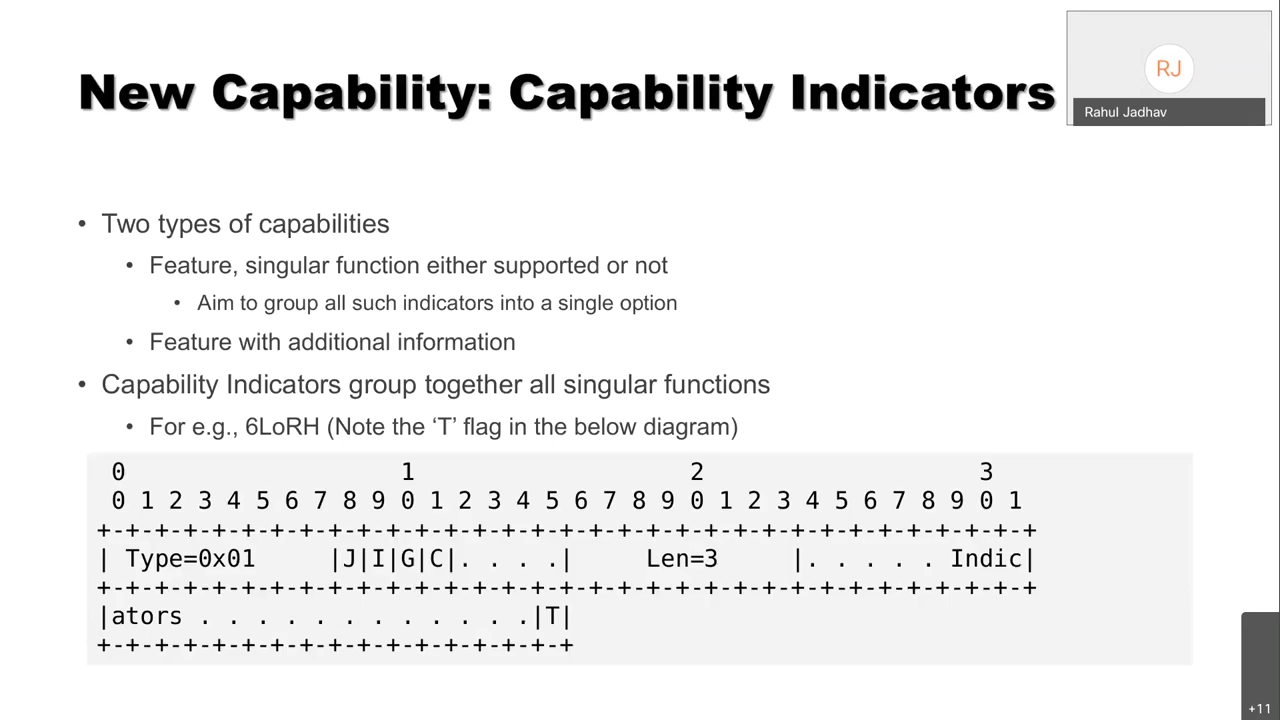 New Capability: Capability Indicators
RJ
Rahul Jadhav
• Two types of capabilities
• Feature, singular function either supported or not
• Aim to group all such indicators into a single option
• Feature with additional information
• Capability Indicators group together all singular functions
• For e.g., 6LoRH (Note the ‘T’ flag in the below diagram)
 0                   1                   2                   3
 0 1 2 3 4 5 6 7 8 9 0 1 2 3 4 5 6 7 8 9 0 1 2 3 4 5 6 7 8 9 0 1
+-+-+-+-+-+-+-+-+-+-+-+-+-+-+-+-+-+-+-+-+-+-+-+-+-+-+-+-+-+-+-+-+
| Type=0x01     |J|I|G|C|. . . .|     Len=3     |. . . . . Indic|
+-+-+-+-+-+-+-+-+-+-+-+-+-+-+-+-+-+-+-+-+-+-+-+-+-+-+-+-+-+-+-+-+
|ators . . . . . . . . . . . .|T|
+-+-+-+-+-+-+-+-+-+-+-+-+-+-+-+-+
+11